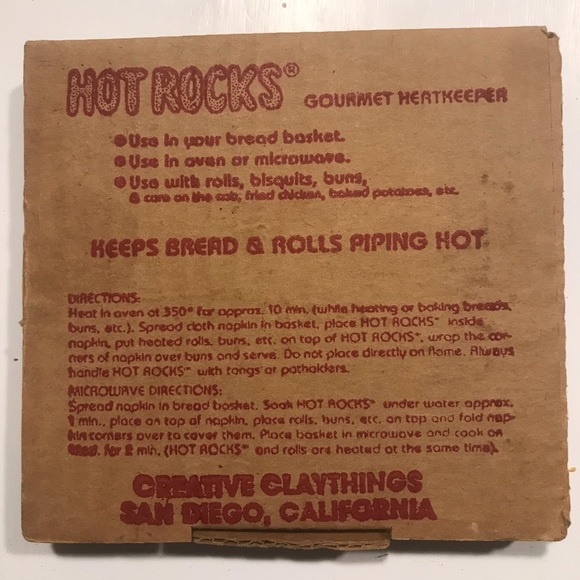 HOT ROCKS® GOURMET HEATKEEPER
Use in your bread basket.
Use in oven or microwave.
Use with rolls, bisquits, buns,
& corn on the cob, fried chicken, baked potatoes, etc.
KEEPS BREAD & ROLLS PIPING HOT
DIRECTIONS:
Heat in oven at 350° for approx. 10 min. (while heating or baking breads,
buns, etc.). Spread cloth napkin in basket, place HOT ROCKS™ inside
napkin, put heated rolls, buns, etc. on top of HOT ROCKS™, wrap the cor-
ners of napkin over buns and serve. Do not place directly on flame. Always
handle HOT ROCKS™ with tongs or potholders.
MICROWAVE DIRECTIONS:
Spread napkin in bread basket. Soak HOT ROCKS™ under water approx.
1 min., place on top of napkin, place rolls, buns, etc. on top and fold nap-
kin corners over to cover them. Place basket in microwave and cook on
for 2 min. (HOT ROCKS™ and rolls are heated at the same time).
CREATIVE CLAYTHINGS
SAN DIEGO, CALIFORNIA